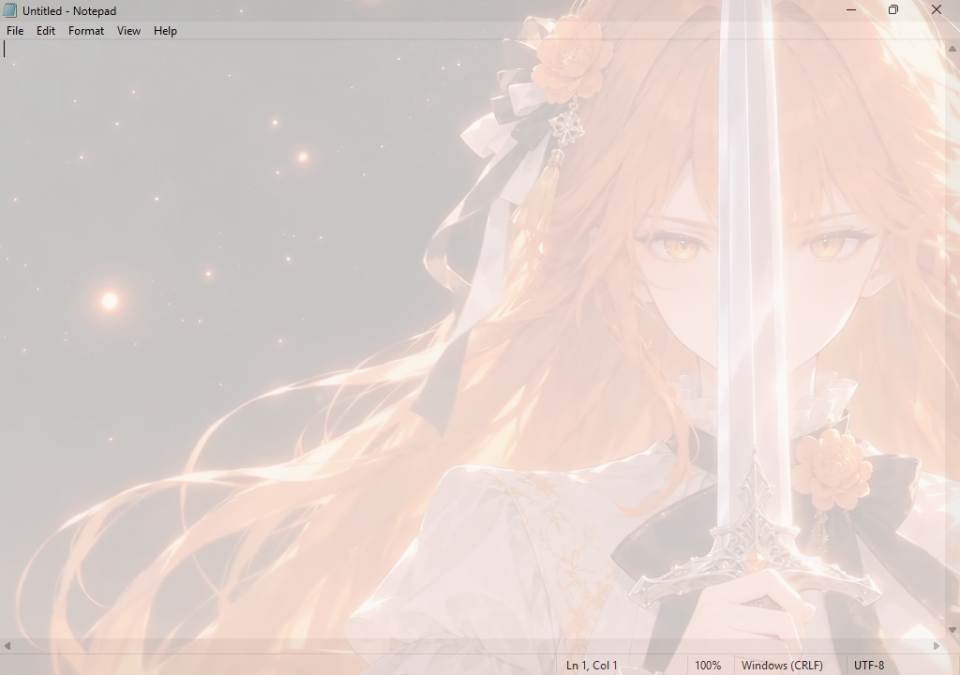 Untitled - Notepad
File Edit Format View Help
Ln 1, Col 1 100% Windows (CRLF) UTF-8